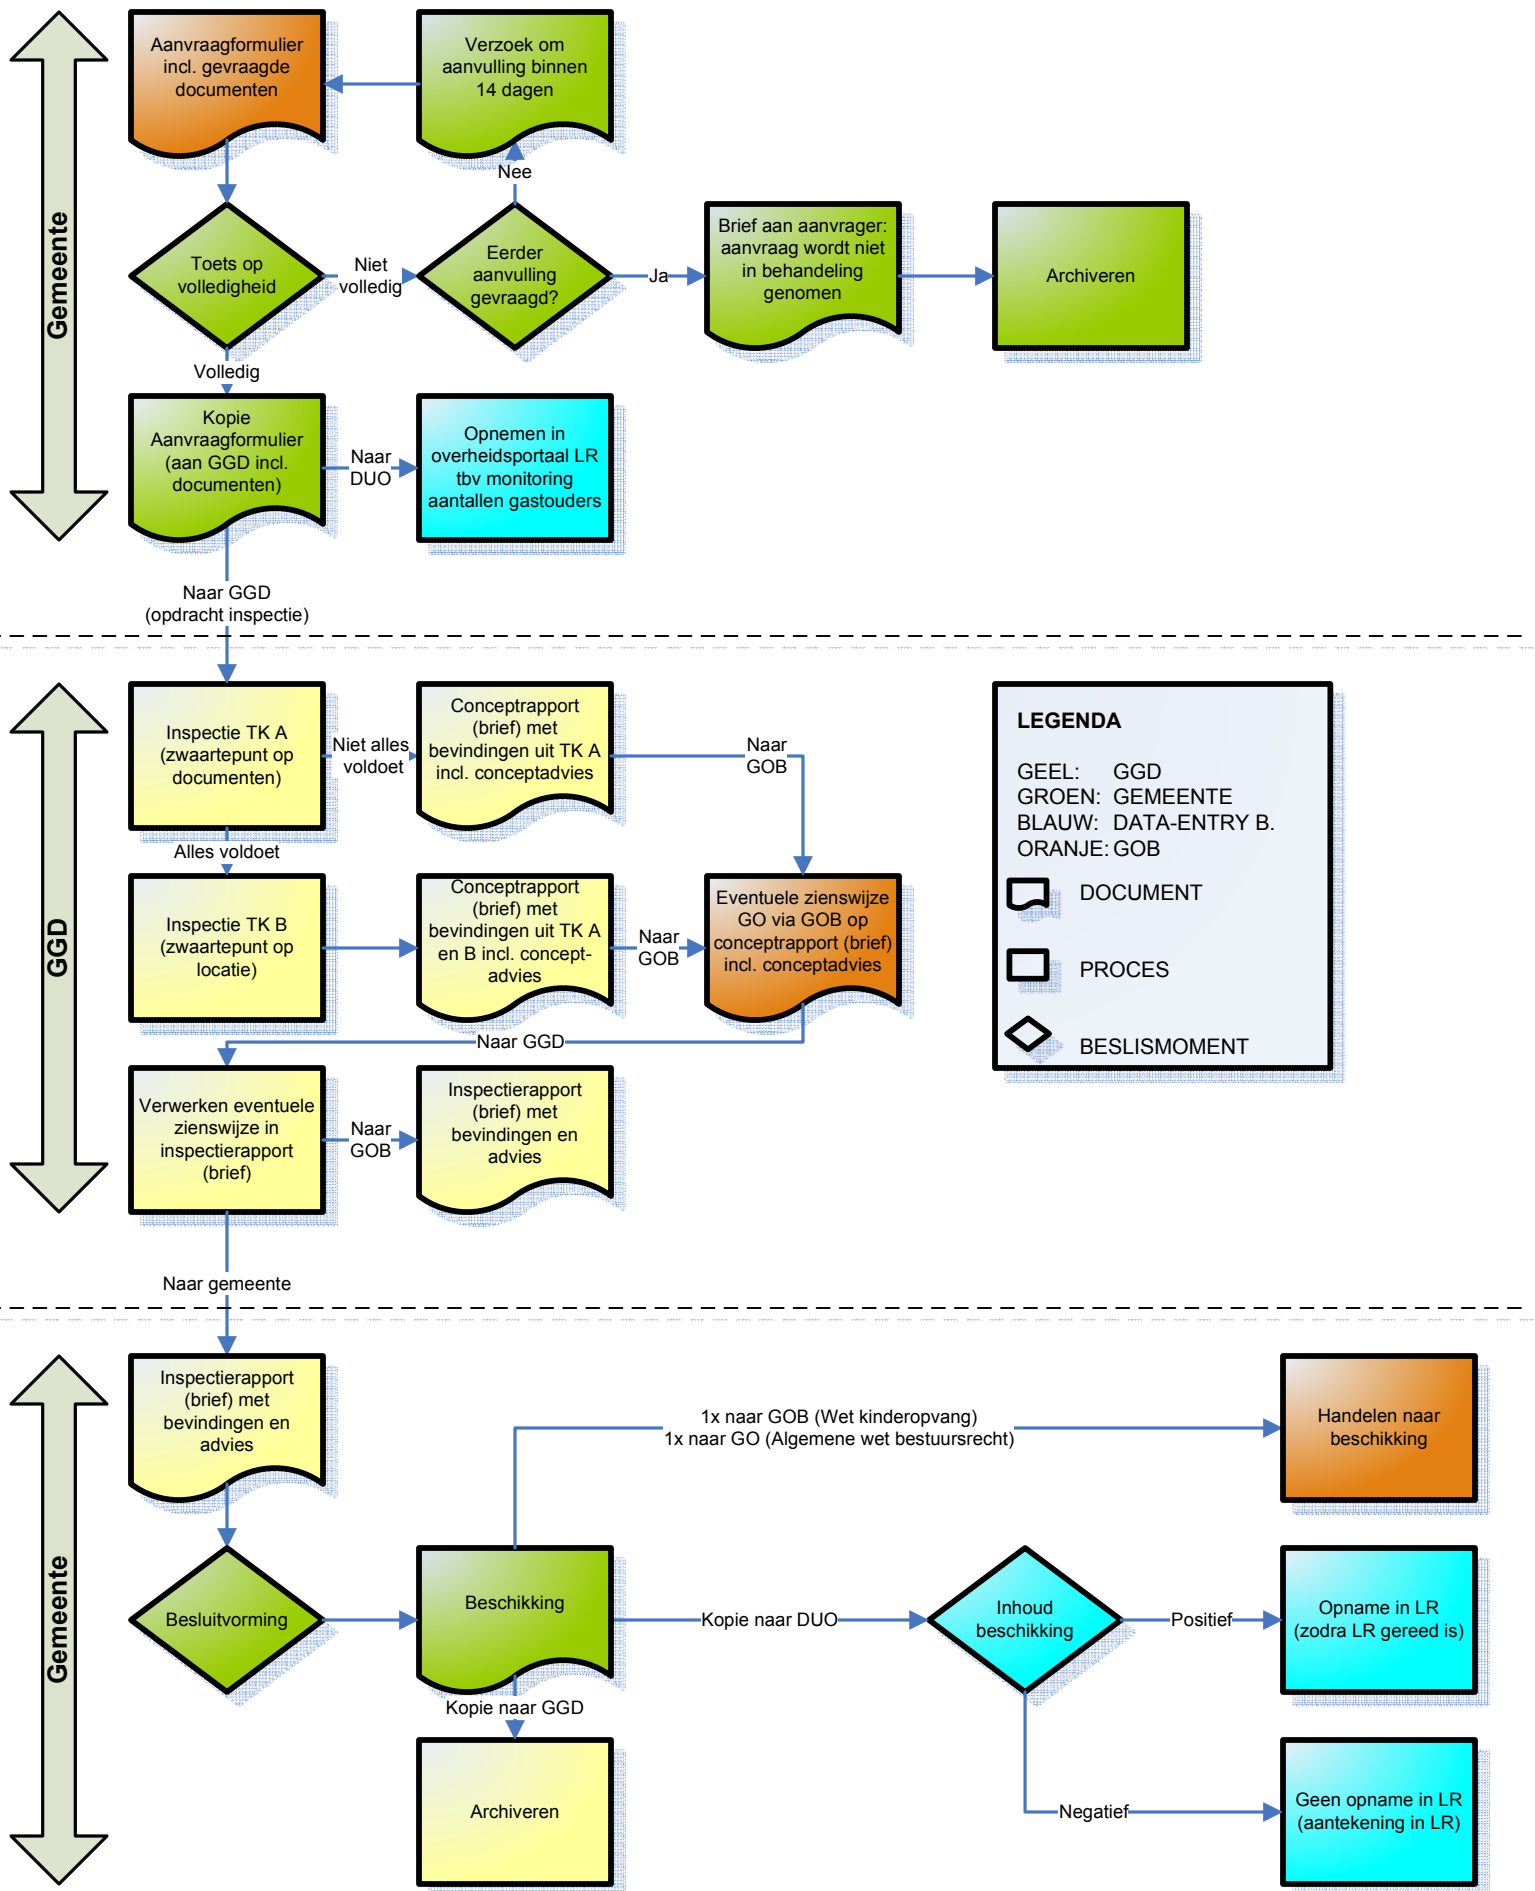 Gemeente
Aanvraagformulier
incl. gevraagde
documenten
Verzoek om
aanvulling binnen
14 dagen
Nee
Toets op
volledigheid
Niet
volledig
Eerder
aanvulling
gevraagd?
Ja
Brief aan aanvrager:
aanvraag wordt niet
in behandeling
genomen
Archiveren
Volledig
Kopie
Aanvraagformulier
(aan GGD incl.
documenten)
Naar
DUO
Opnemen in
overheidsportaal LR
tbv monitoring
aantallen gastouders
Naar GGD
(opdracht inspectie)
GGD
Inspectie TK A
(zwaartepunt op
documenten)
Niet alles
voldoet
Conceptrapport
(brief) met
bevindingen uit TK A
incl. conceptadvies
Naar
GOB
Alles voldoet
Inspectie TK B
(zwaartepunt op
locatie)
Conceptrapport
(brief) met
bevindingen uit TK A
en B incl. concept-
advies
Naar
GOB
Eventuele zienswijze
GO via GOB op
conceptrapport (brief)
incl. conceptadvies
Naar GGD
Verwerken eventuele
zienswijze in
inspectierapport
(brief)
Naar
GOB
Inspectierapport
(brief) met
bevindingen en
advies
LEGENDA
GEEL: GGD
GROEN: GEMEENTE
BLAUW: DATA-ENTRY B.
ORANJE: GOB
DOCUMENT
PROCES
BESLISMOMENT
Naar gemeente
Gemeente
Inspectierapport
(brief) met
bevindingen en
advies
1x naar GOB (Wet kinderopvang)
1x naar GO (Algemene wet bestuursrecht)
Handelen naar
beschikking
Besluitvorming
Beschikking
Kopie naar DUO
Inhoud
beschikking
Positief
Opname in LR
(zodra LR gereed is)
Kopie naar GGD
Archiveren
Negatief
Geen opname in LR
(aantekening in LR)